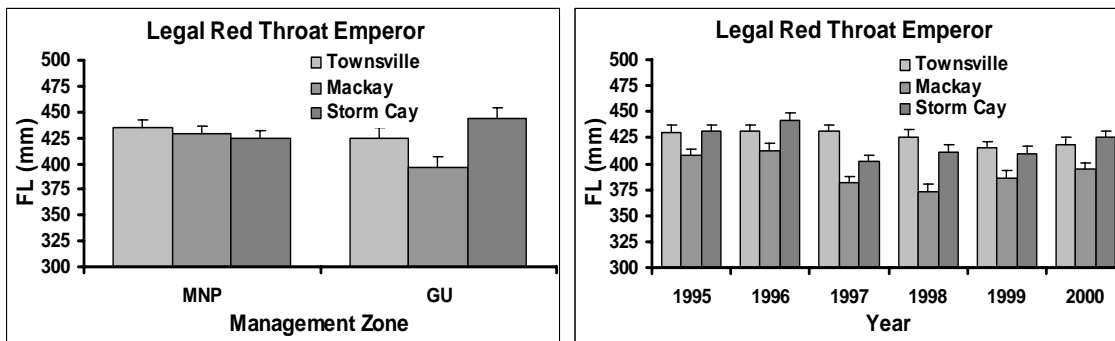 Legal Red Throat Emperor
Townsville
Mackay
Storm Cay
FL (mm)
500
475
450
425
400
375
350
325
300
MNP GU
Management Zone
Legal Red Throat Emperor
Townsville
Mackay
Storm Cay
FL (mm)
500
475
450
425
400
375
350
325
300
1995 1996 1997 1998 1999 2000
Year